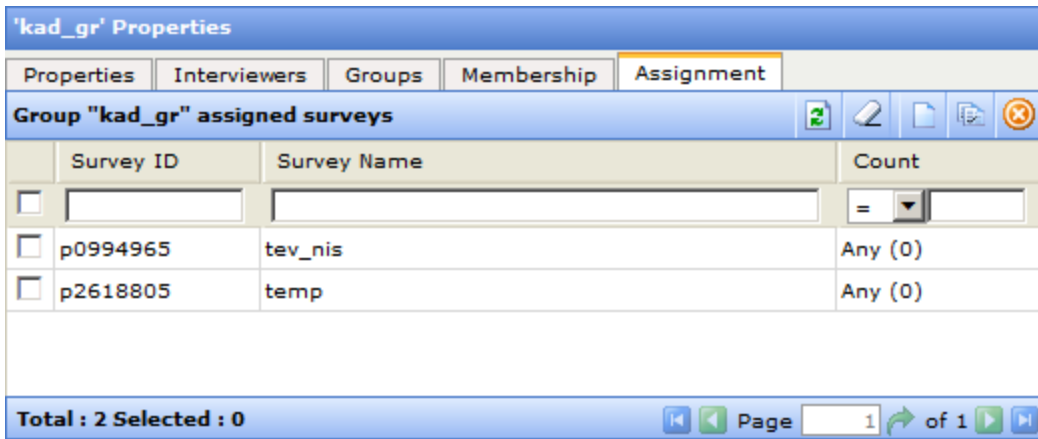 'kad_gr' Properties
Properties Interviewers Groups Membership Assignment
Group "kad_gr" assigned surveys
Survey ID Survey Name Count
=
p0994965 tev_nis Any (0)
p2618805 temp Any (0)
Total : 2 Selected : 0 Page 1 of 1